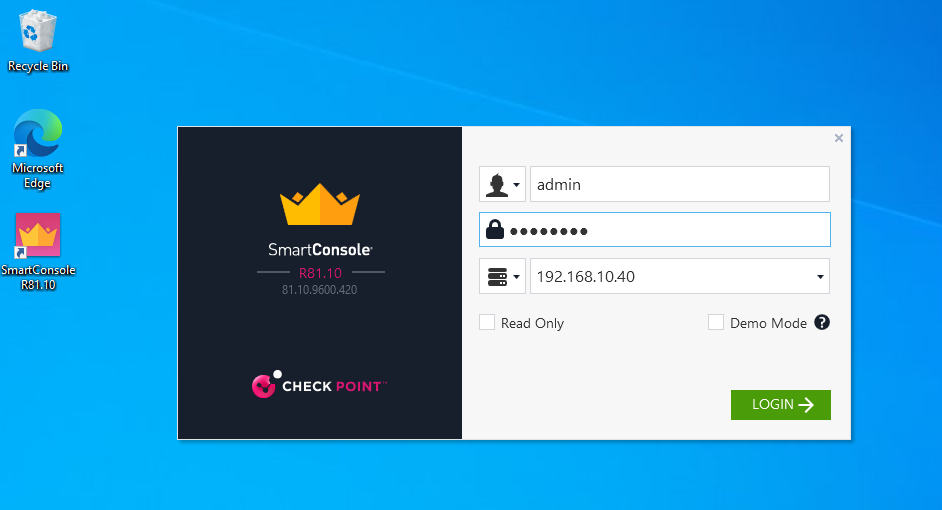 Recycle Bin
Microsoft
Edge
SmartConsole
R81.10
SmartConsole
R81.10
81.10.9600.420
CHECK POINT™
admin
192.168.10.40
Read Only
Demo Mode ?
LOGIN